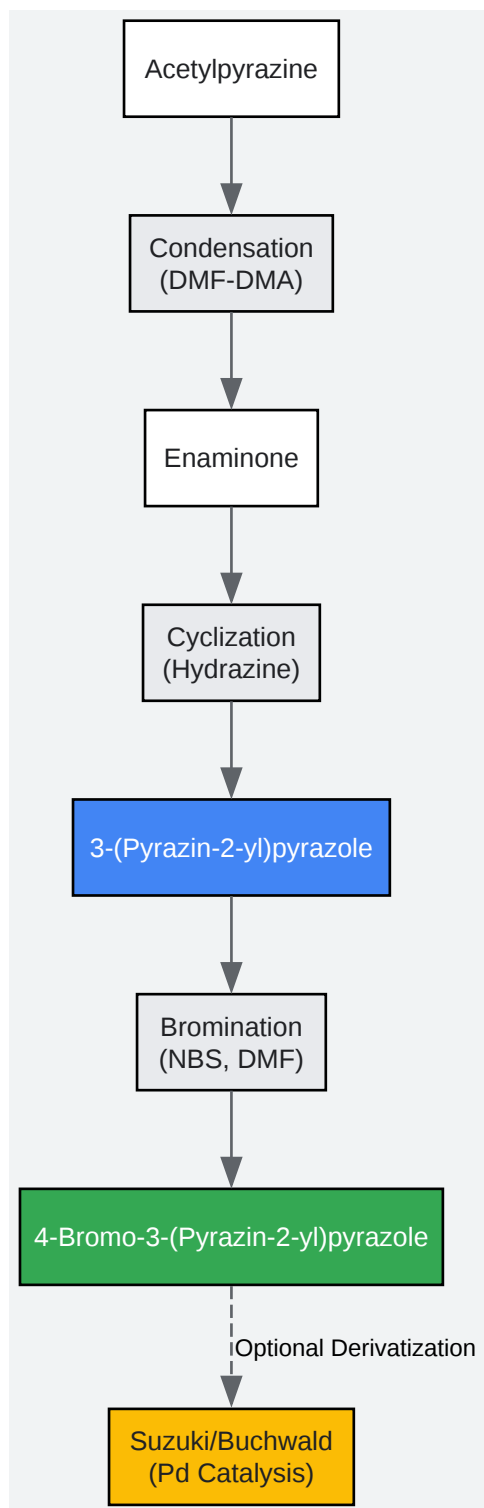 Acetylpyrazine
Condensation
(DMF-DMA)
Enaminone
Cyclization
(Hydrazine)
3-(Pyrazin-2-yl)pyrazole
Bromination
(NBS, DMF)
4-Bromo-3-(Pyrazin-2-yl)pyrazole
Optional Derivatization
Suzuki/Buchwald
(Pd Catalysis)